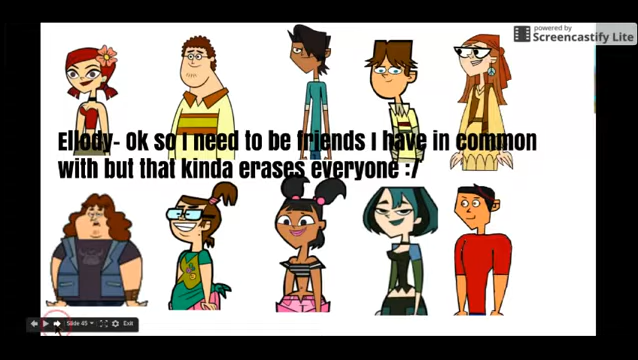 powered by
Screencastify Lite
Ellody- Ok so I need to be friends I have in common
with but that kinda erases everyone :/
Slide 45
Exit